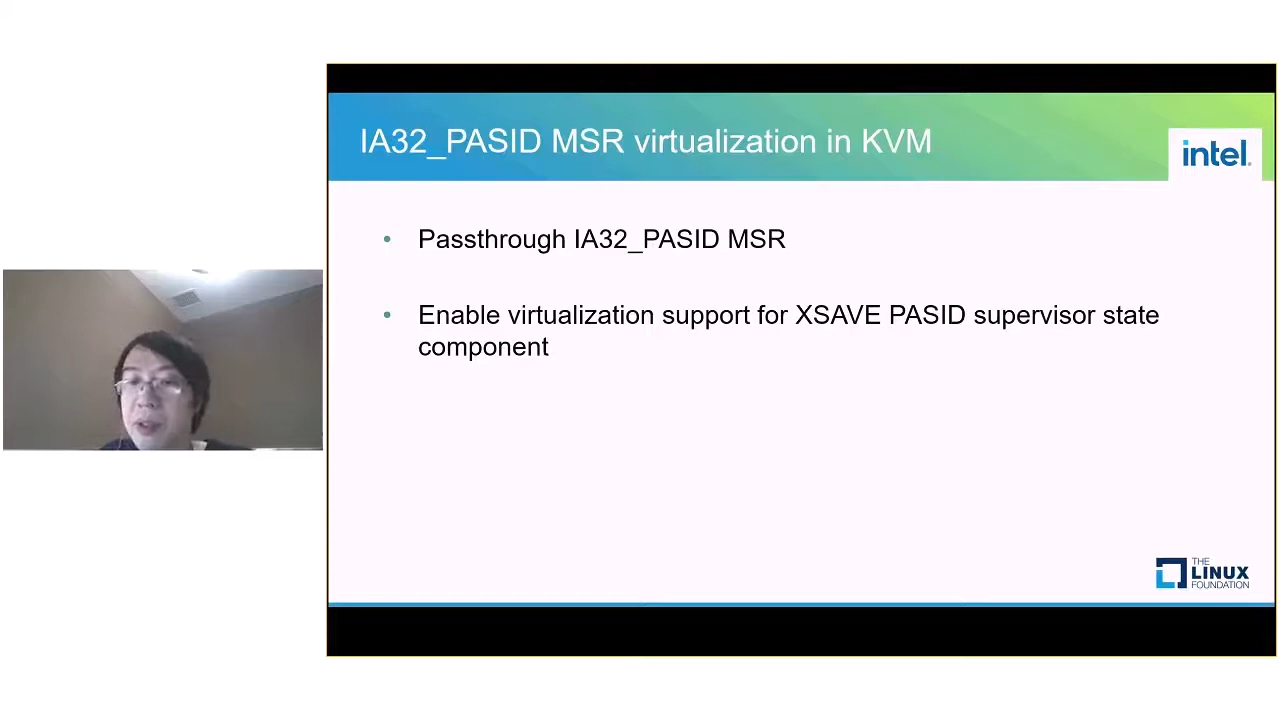 IA32_PASID MSR virtualization in KVM
intel.
• Passthrough IA32_PASID MSR
• Enable virtualization support for XSAVE PASID supervisor state
component
THE
LINUX
FOUNDATION